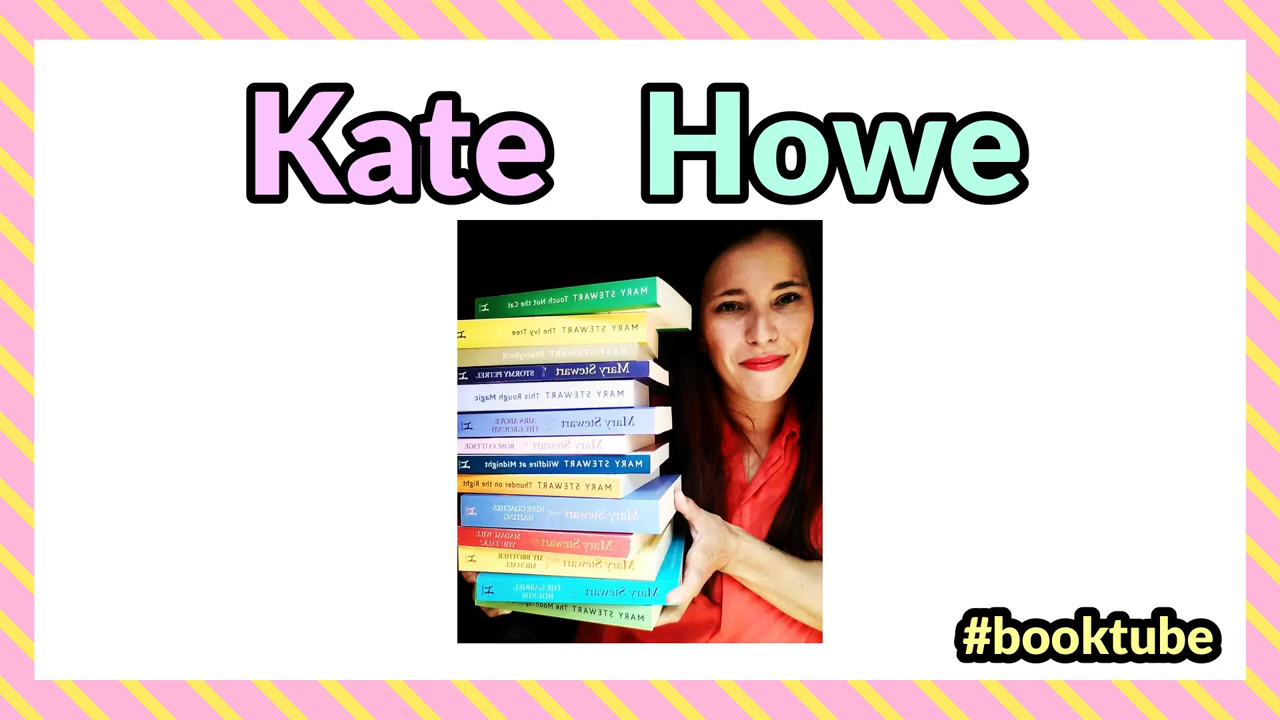 Kate Howe
MARY STEWART Touch Not the Cat
MARY STEWART The Ivy Tree
MARY STEWART Thornyhold
Mary Stewart STORMY PETREL
MARY STEWART This Rough Magic
Mary Stewart AIRS ABOVE
THE GROUND
Mary Stewart ROSE COTTAGE
MARY STEWART Wildfire at Midnight
MARY STEWART Thunder on the Right
Mary Stewart NINE COACHES
WAITING
Mary Stewart MADAM, WILL
YOU TALK?
Mary Stewart MY BROTHER
MICHAEL
Mary Stewart THE GABRIEL
HOUNDS
MARY STEWART The Moon-Spinners
#booktube